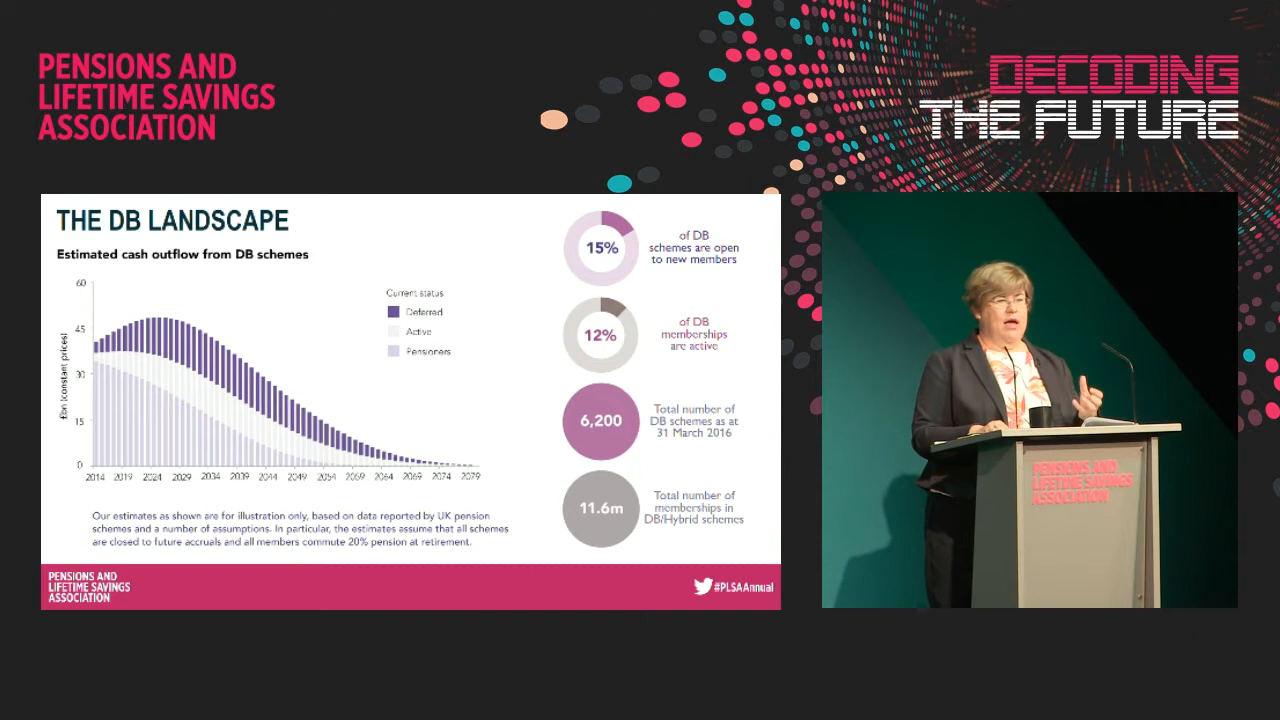 PENSIONS AND
LIFETIME SAVINGS
ASSOCIATION
DECODING
THE FUTURE
THE DB LANDSCAPE
Estimated cash outflow from DB schemes
60
45
30
15
0
£bn (constant prices)
Current status
Deferred
Active
Pensioners
2014 2019 2024 2029 2034 2039 2044 2049 2054 2059 2064 2069 2074 2079
Our estimates as shown are for illustration only, based on data reported by UK pension
schemes and a number of assumptions. In particular, the estimates assume that all schemes
are closed to future accruals and all members commute 20% pension at retirement.
15%
of DB
schemes are open
to new members
12%
of DB
memberships
are active
6,200
Total number of
DB schemes as at
31 March 2016
11.6m
Total number of
memberships in
DB/Hybrid schemes
PENSIONS AND
LIFETIME SAVINGS
ASSOCIATION
#PLSAAnnual
PENSIONS AND
LIFETIME SAVINGS
ASSOCIATION